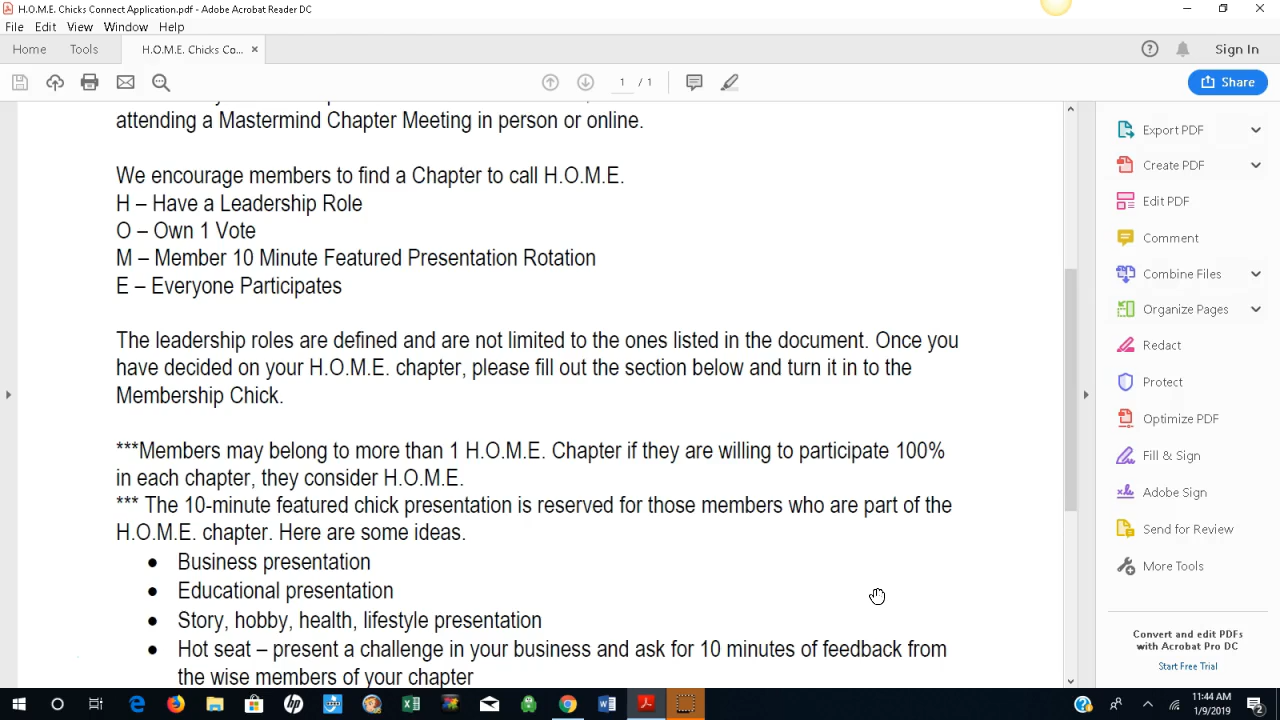 H.O.M.E. Chicks Connect Application.pdf - Adobe Acrobat Reader DC
File Edit View Window Help
Home Tools H.O.M.E. Chicks Co... × Sign In
1 / 1 Share
attending a Mastermind Chapter Meeting in person or online.
We encourage members to find a Chapter to call H.O.M.E.
H – Have a Leadership Role
O – Own 1 Vote
M – Member 10 Minute Featured Presentation Rotation
E – Everyone Participates
The leadership roles are defined and are not limited to the ones listed in the document. Once you
have decided on your H.O.M.E. chapter, please fill out the section below and turn it in to the
Membership Chick.
***Members may belong to more than 1 H.O.M.E. Chapter if they are willing to participate 100%
in each chapter, they consider H.O.M.E.
*** The 10-minute featured chick presentation is reserved for those members who are part of the
H.O.M.E. chapter. Here are some ideas.
• Business presentation
• Educational presentation
• Story, hobby, health, lifestyle presentation
• Hot seat – present a challenge in your business and ask for 10 minutes of feedback from
the wise members of your chapter
Export PDF
Create PDF
Edit PDF
Comment
Combine Files
Organize Pages
Redact
Protect
Optimize PDF
Fill & Sign
Adobe Sign
Send for Review
More Tools
Convert and edit PDFs
with Acrobat Pro DC
Start Free Trial
11:44 AM
1/9/2019
2